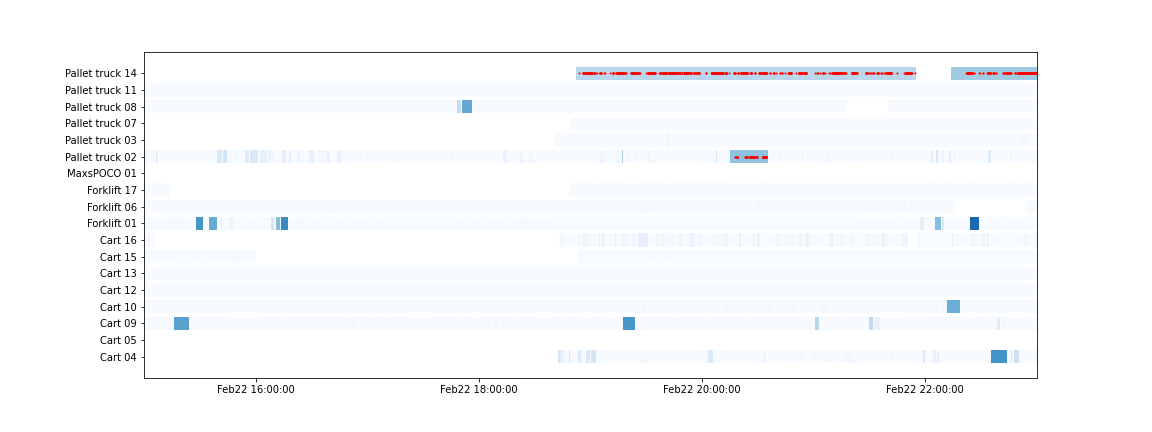 Pallet truck 14
Pallet truck 11
Pallet truck 08
Pallet truck 07
Pallet truck 03
Pallet truck 02
MaxsPOCO 01
Forklift 17
Forklift 06
Forklift 01
Cart 16
Cart 15
Cart 13
Cart 12
Cart 10
Cart 09
Cart 05
Cart 04
Feb22 16:00:00 Feb22 18:00:00 Feb22 20:00:00 Feb22 22:00:00